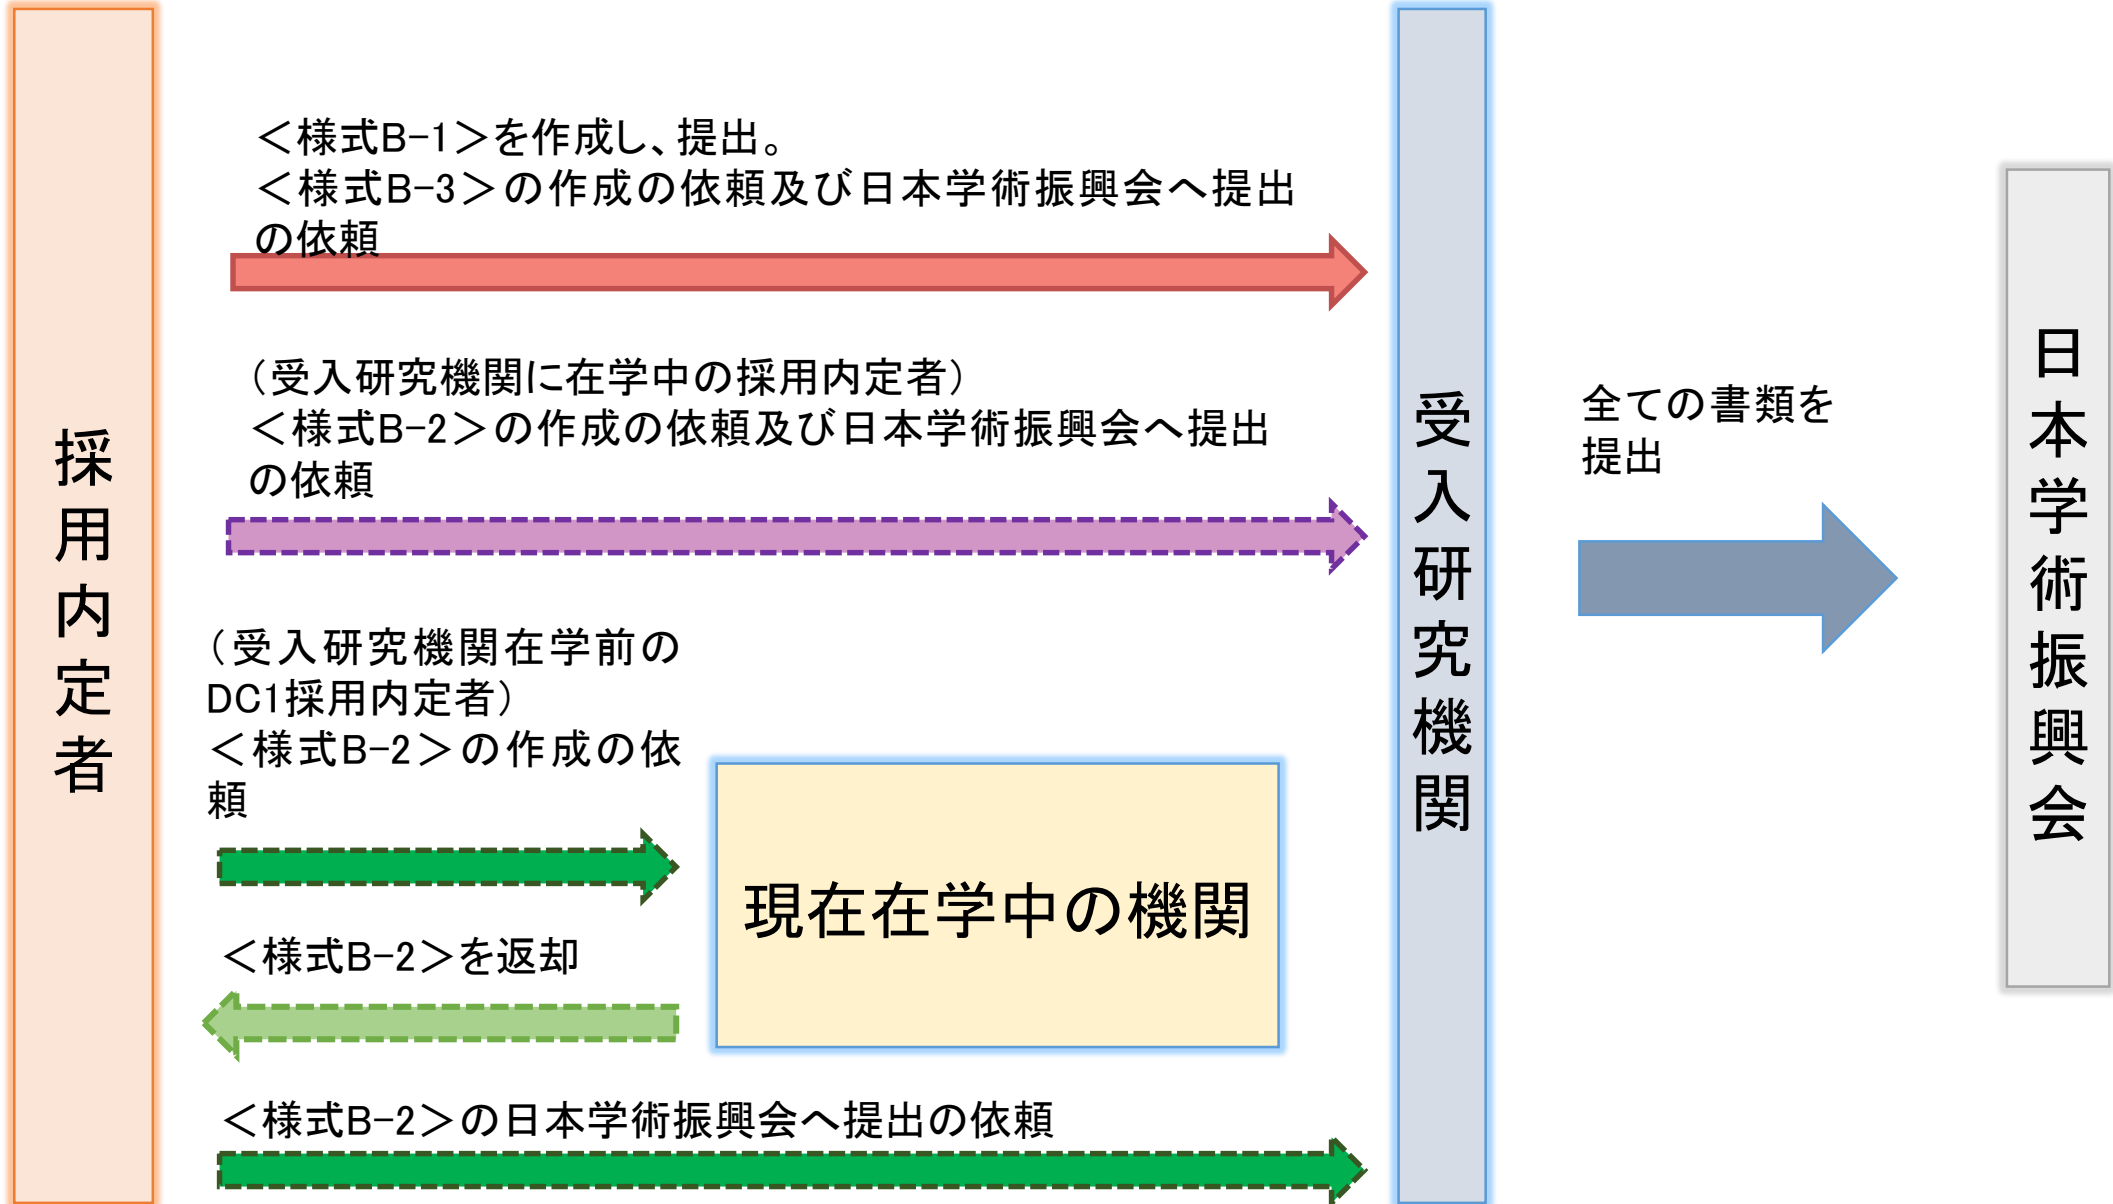 採用内定者
＜様式B-1＞を作成し、提出。
＜様式B-3＞の作成の依頼及び日本学術振興会へ提出
の依頼
（受入研究機関に在学中の採用内定者）
＜様式B-2＞の作成の依頼及び日本学術振興会へ提出
の依頼
（受入研究機関在学前の
DC1採用内定者）
＜様式B-2＞の作成の依
頼
現在在学中の機関
＜様式B-2＞を返却
＜様式B-2＞の日本学術振興会へ提出の依頼
受入研究機関
全ての書類を
提出
日本学術振興会